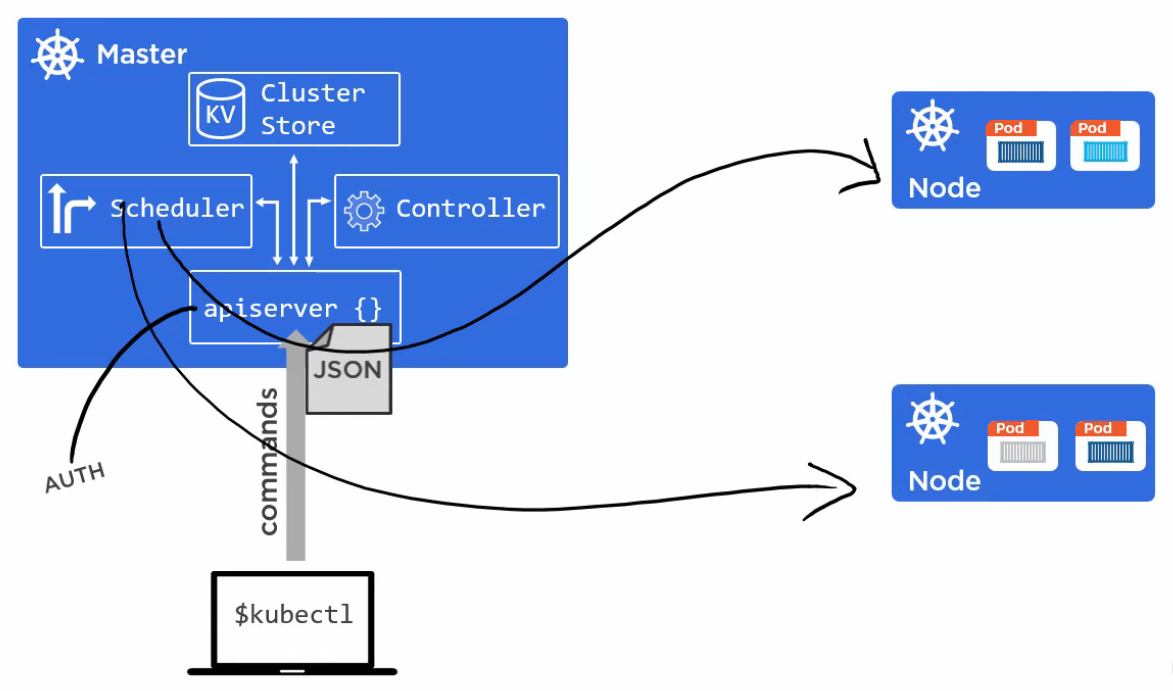 Master
KV
Cluster
Store
Scheduler
Controller
apiserver {}
JSON
commands
AUTH
$kubectl
Pod
Pod
Node
Pod
Pod
Node